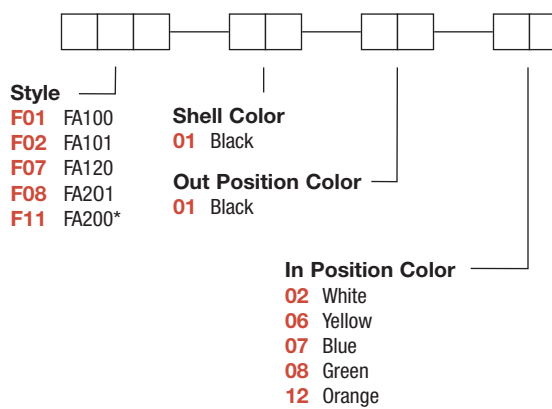 Style
F01 FA100
F02 FA101
F07 FA120
F08 FA201
F11 FA200*
Shell Color
01 Black
Out Position Color
01 Black
In Position Color
02 White
06 Yellow
07 Blue
08 Green
12 Orange